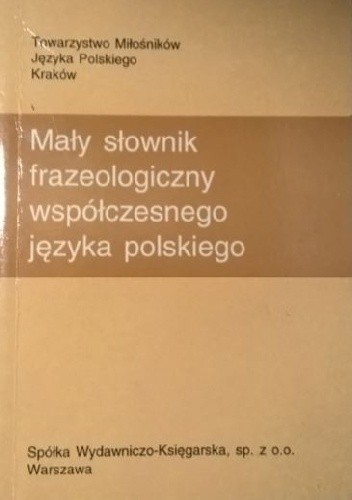 Towarzystwo Miłośników
Języka Polskiego
Kraków
Mały słownik
frazeologiczny
współczesnego
języka polskiego
Spółka Wydawniczo-Księgarska, sp. z o.o.
Warszawa